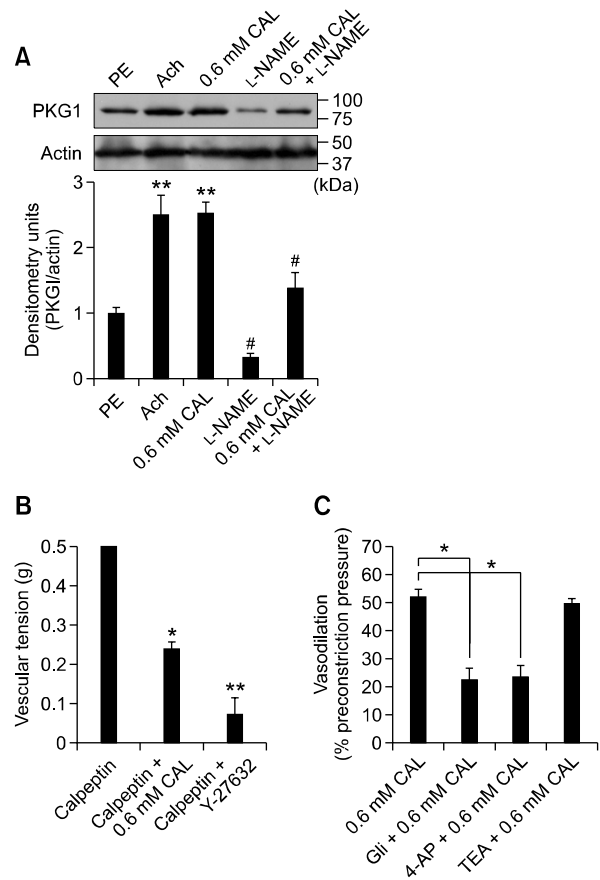 A
PE
Ach
0.6 mM CAL
L-NAME
0.6 mM CAL
+ L-NAME
PKG1
100
75
Actin
50
37
(kDa)
Densitometry units
(PKGI/actin)
3
2
1
0
**
**
#
#
PE
Ach
0.6 mM CAL
L-NAME
0.6 mM CAL
+ L-NAME
B
Vescular tension (g)
0.5
0.4
0.3
0.2
0.1
0
*
**
Calpeptin
Calpeptin +
0.6 mM CAL
Calpeptin +
Y-27632
C
Vasodilation
(% preconstriction pressure)
70
60
50
40
30
20
10
0
*
*
0.6 mM CAL
Gli + 0.6 mM CAL
4-AP + 0.6 mM CAL
TEA + 0.6 mM CAL